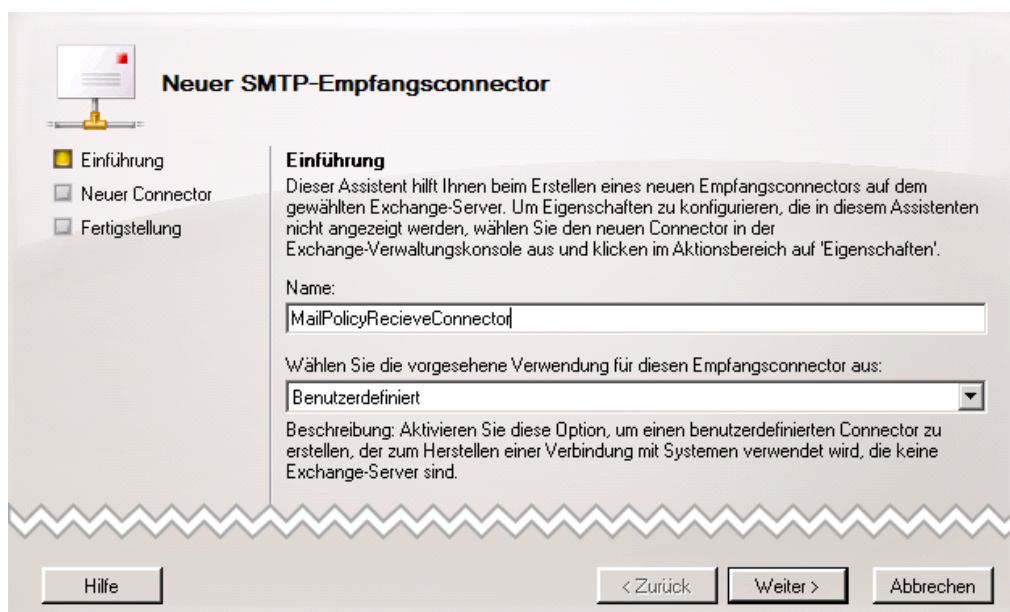 Neuer SMTP-Empfangsconnector
Einführung
Neuer Connector
Fertigstellung
Einführung
Dieser Assistent hilft Ihnen beim Erstellen eines neuen Empfangsconnectors auf dem
gewählten Exchange-Server. Um Eigenschaften zu konfigurieren, die in diesem Assistenten
nicht angezeigt werden, wählen Sie den neuen Connector in der
Exchange-Verwaltungskonsole aus und klicken im Aktionsbereich auf 'Eigenschaften'.
Name:
MailPolicyRecieveConnector
Wählen Sie die vorgesehene Verwendung für diesen Empfangsconnector aus:
Benutzerdefiniert
Beschreibung: Aktivieren Sie diese Option, um einen benutzerdefinierten Connector zu
erstellen, der zum Herstellen einer Verbindung mit Systemen verwendet wird, die keine
Exchange-Server sind.
Hilfe
< Zurück
Weiter >
Abbrechen